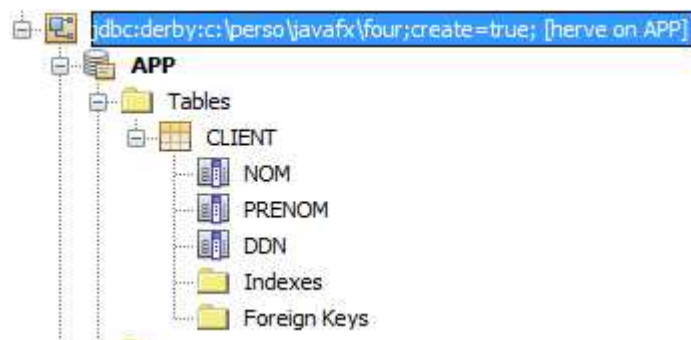 jdbc:derby:c:\perso\javafx\four;create=true; [herve on APP]
APP
Tables
CLIENT
NOM
PRENOM
DDN
Indexes
Foreign Keys